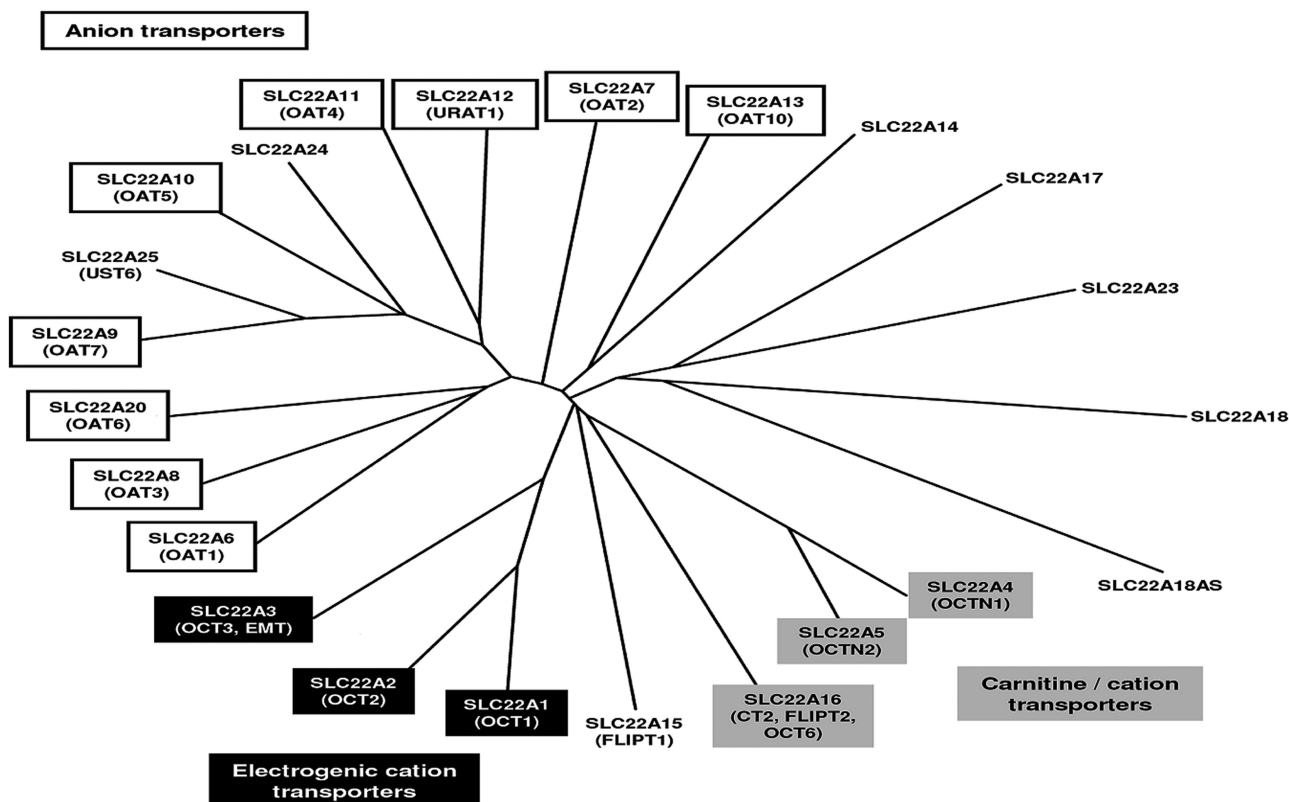 Anion transporters
SLC22A11
(OAT4)
SLC22A12
(URAT1)
SLC22A7
(OAT2)
SLC22A13
(OAT10)
SLC22A14
SLC22A24
SLC22A10
(OAT5)
SLC22A17
SLC22A25
(UST6)
SLC22A23
SLC22A9
(OAT7)
SLC22A20
(OAT6)
SLC22A18
SLC22A8
(OAT3)
SLC22A6
(OAT1)
SLC22A18AS
SLC22A4
(OCTN1)
SLC22A3
(OCT3, EMT)
SLC22A5
(OCTN2)
SLC22A2
(OCT2)
SLC22A1
(OCT1)
SLC22A15
(FLIPT1)
SLC22A16
(CT2, FLIPT2,
OCT6)
Carnitine / cation
transporters
Electrogenic cation
transporters